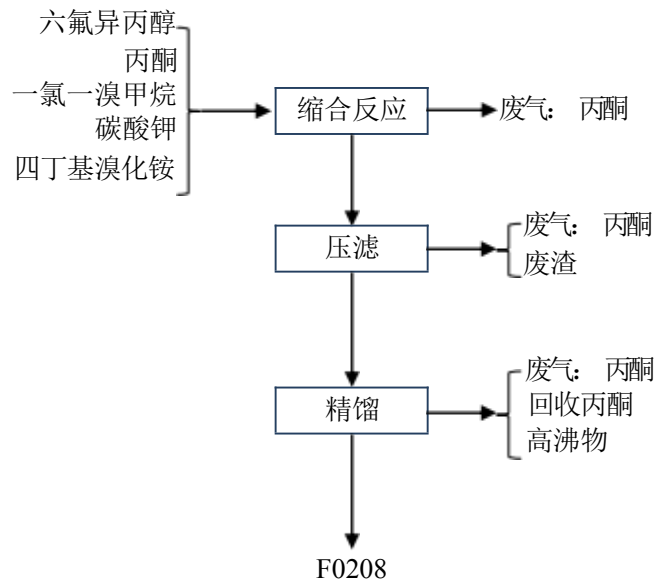 六氟异丙醇
丙酮
一氯一溴甲烷
碳酸钾
四丁基溴化铵
缩合反应
废气： 丙酮
压滤
废气： 丙酮
废渣
精馏
废气： 丙酮
回收丙酮
高沸物
F0208